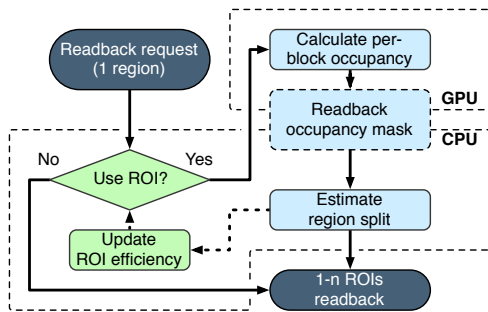 Readback request
(1 region)
Calculate per-
block occupancy
GPU
Readback
occupancy mask
CPU
No
Yes
Use ROI?
Estimate
region split
Update
ROI efficiency
1-n ROIs
readback